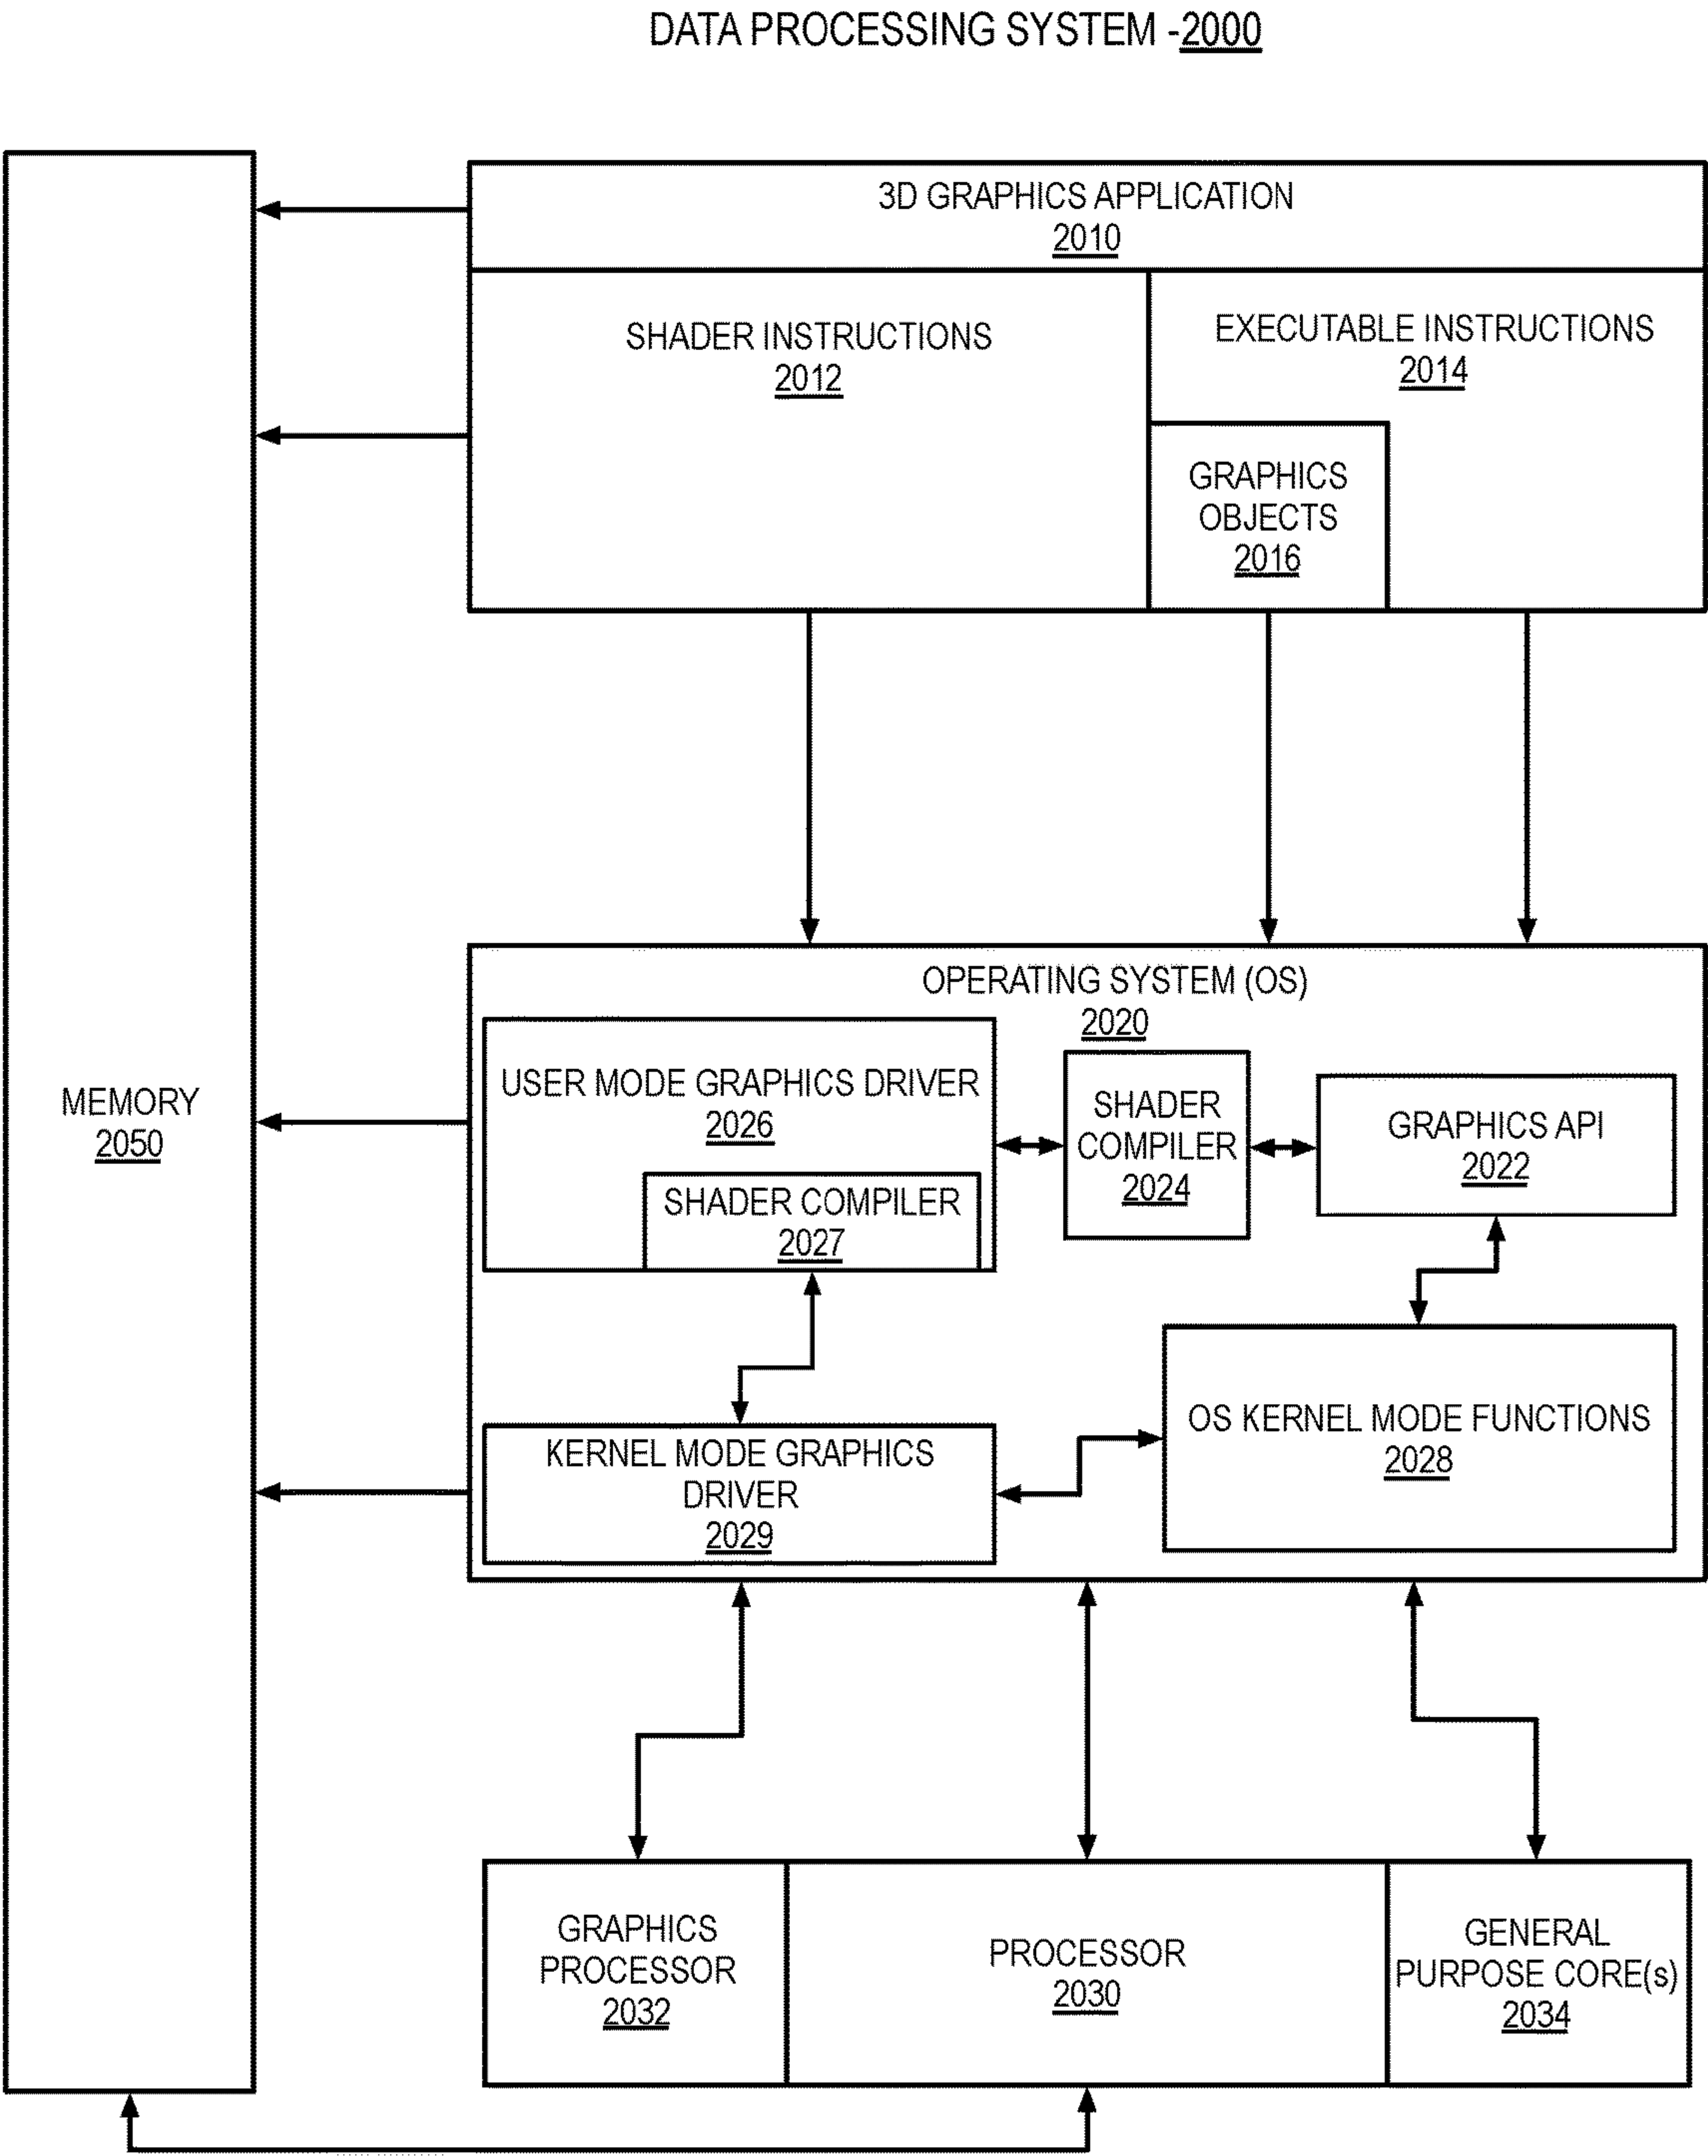 DATA PROCESSING SYSTEM -2000
3D GRAPHICS APPLICATION
2010
SHADER INSTRUCTIONS
2012
EXECUTABLE INSTRUCTIONS
2014
GRAPHICS
OBJECTS
2016
MEMORY
2050
OPERATING SYSTEM (OS)
2020
USER MODE GRAPHICS DRIVER
2026
SHADER COMPILER
2027
SHADER
COMPILER
2024
GRAPHICS API
2022
KERNEL MODE GRAPHICS
DRIVER
2029
OS KERNEL MODE FUNCTIONS
2028
GRAPHICS
PROCESSOR
2032
PROCESSOR
2030
GENERAL
PURPOSE CORE(s)
2034